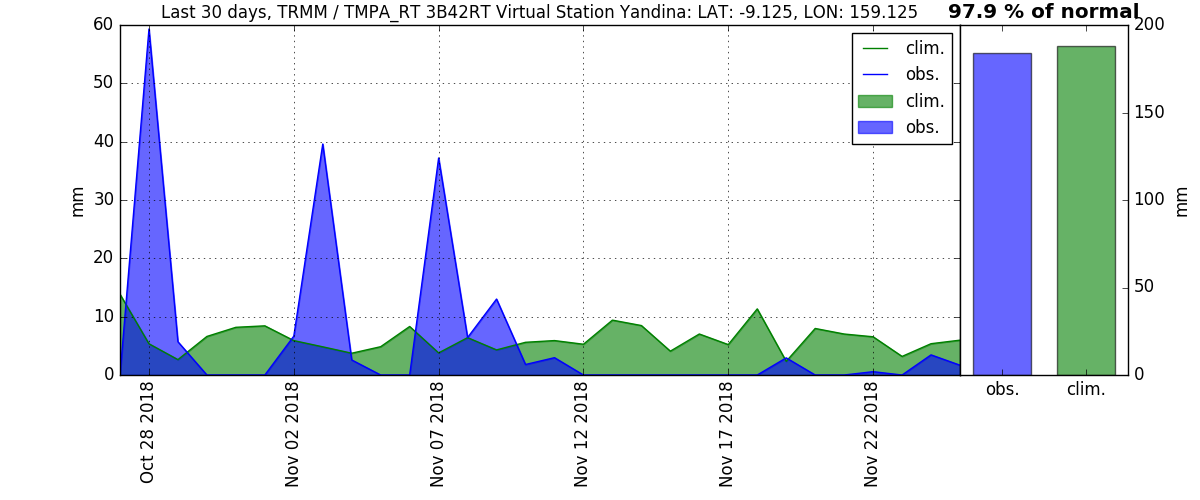 Last 30 days, TRMM / TMPA_RT 3B42RT Virtual Station Yandina: LAT: -9.125, LON: 159.125
97.9 % of normal
60
50
40
30
20
10
0
mm
clim.
obs.
clim.
obs.
200
150
100
50
0
mm
Oct 28 2018
Nov 02 2018
Nov 07 2018
Nov 12 2018
Nov 17 2018
Nov 22 2018
obs.
clim.